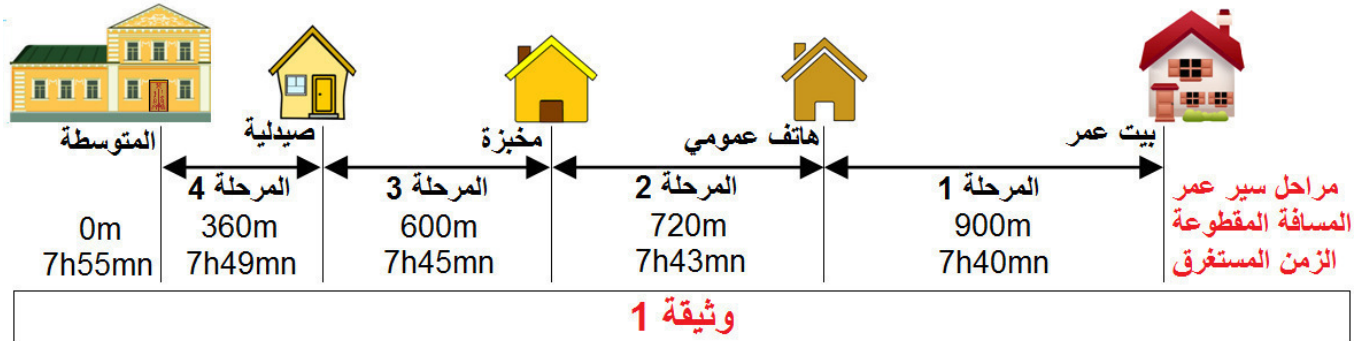 بيت عمر هاتف عمومي مخبزة صيدلية المتوسطة
مراحل سير عمر المرحلة 1 المرحلة 2 المرحلة 3 المرحلة 4
المسافة المقطوعة 900m 720m 600m 360m 0m
الزمن المستغرق 7h40mn 7h43mn 7h45mn 7h49mn 7h55mn
وثيقة 1